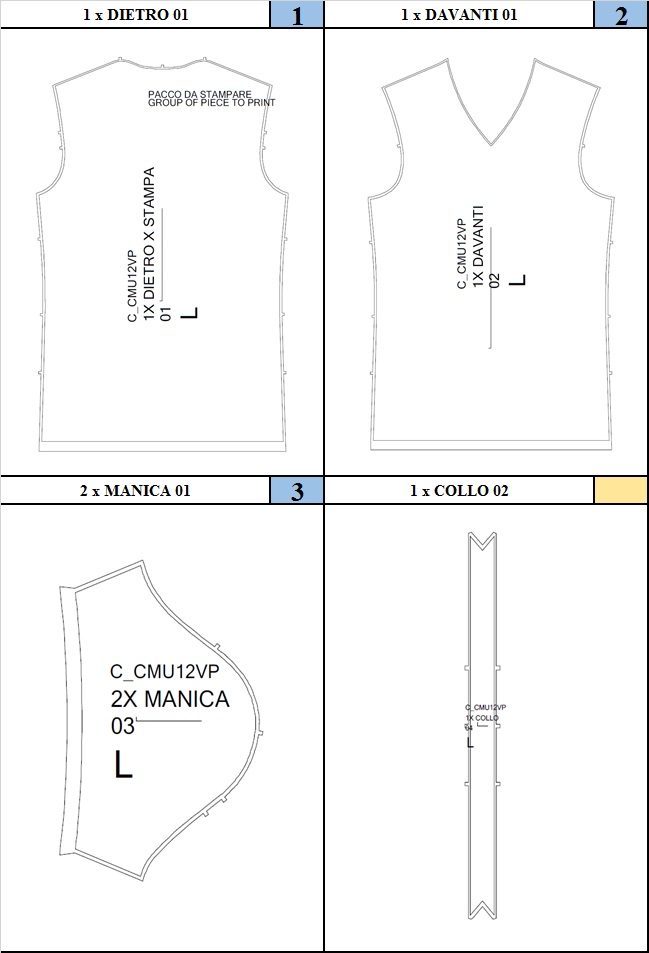 1 x DIETRO 01
1
1 x DAVANTI 01
2
PACCO DA STAMPARE
GROUP OF PIECE TO PRINT
C_CMU12VP
1X DIETRO X STAMPA
01
L
C_CMU12VP
1X DAVANTI
02
L
2 x MANICA 01
3
1 x COLLO 02
C_CMU12VP
2X MANICA
03
L
C_CMU12VP
1X COLLO
04
L